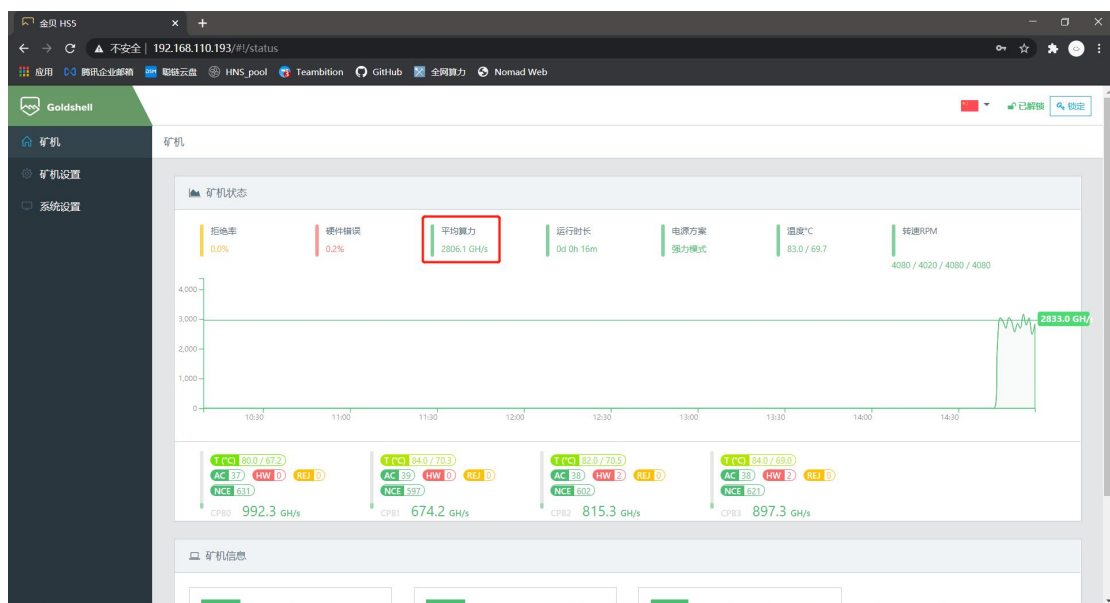 金贝 HS5
不安全 | 192.168.110.193/#!/status
应用 腾讯企业邮箱 聪链云盘 HNS_pool Teambition GitHub 全网算力 Nomad Web
Goldshell
已解锁 锁定
矿机
矿机设置
系统设置
矿机
矿机状态
拒绝率 硬件错误 平均算力 运行时长 电源方案 温度°C 转速RPM
0.0% 0.2% 2806.1 GH/s 0d 0h 16m 强力模式 83.0 / 69.7
4080 / 4020 / 4080 / 4080
4,000
3,000
2833.0 GH/s
2,000
1,000
0
10:30 11:00 11:30 12:00 12:30 13:00 13:30 14:00 14:30
T (°C) 80.0 / 67.2 T (°C) 84.0 / 70.3 T (°C) 82.0 / 70.5 T (°C) 84.0 / 69.0
AC 37 HW 0 REJ 0 AC 39 HW 0 REJ 0 AC 38 HW 2 REJ 0 AC 38 HW 2 REJ 0
NCE 631 NCE 597 NCE 602 NCE 621
CPB0 992.3 GH/s CPB1 674.2 GH/s CPB2 815.3 GH/s CPB3 897.3 GH/s
矿机信息